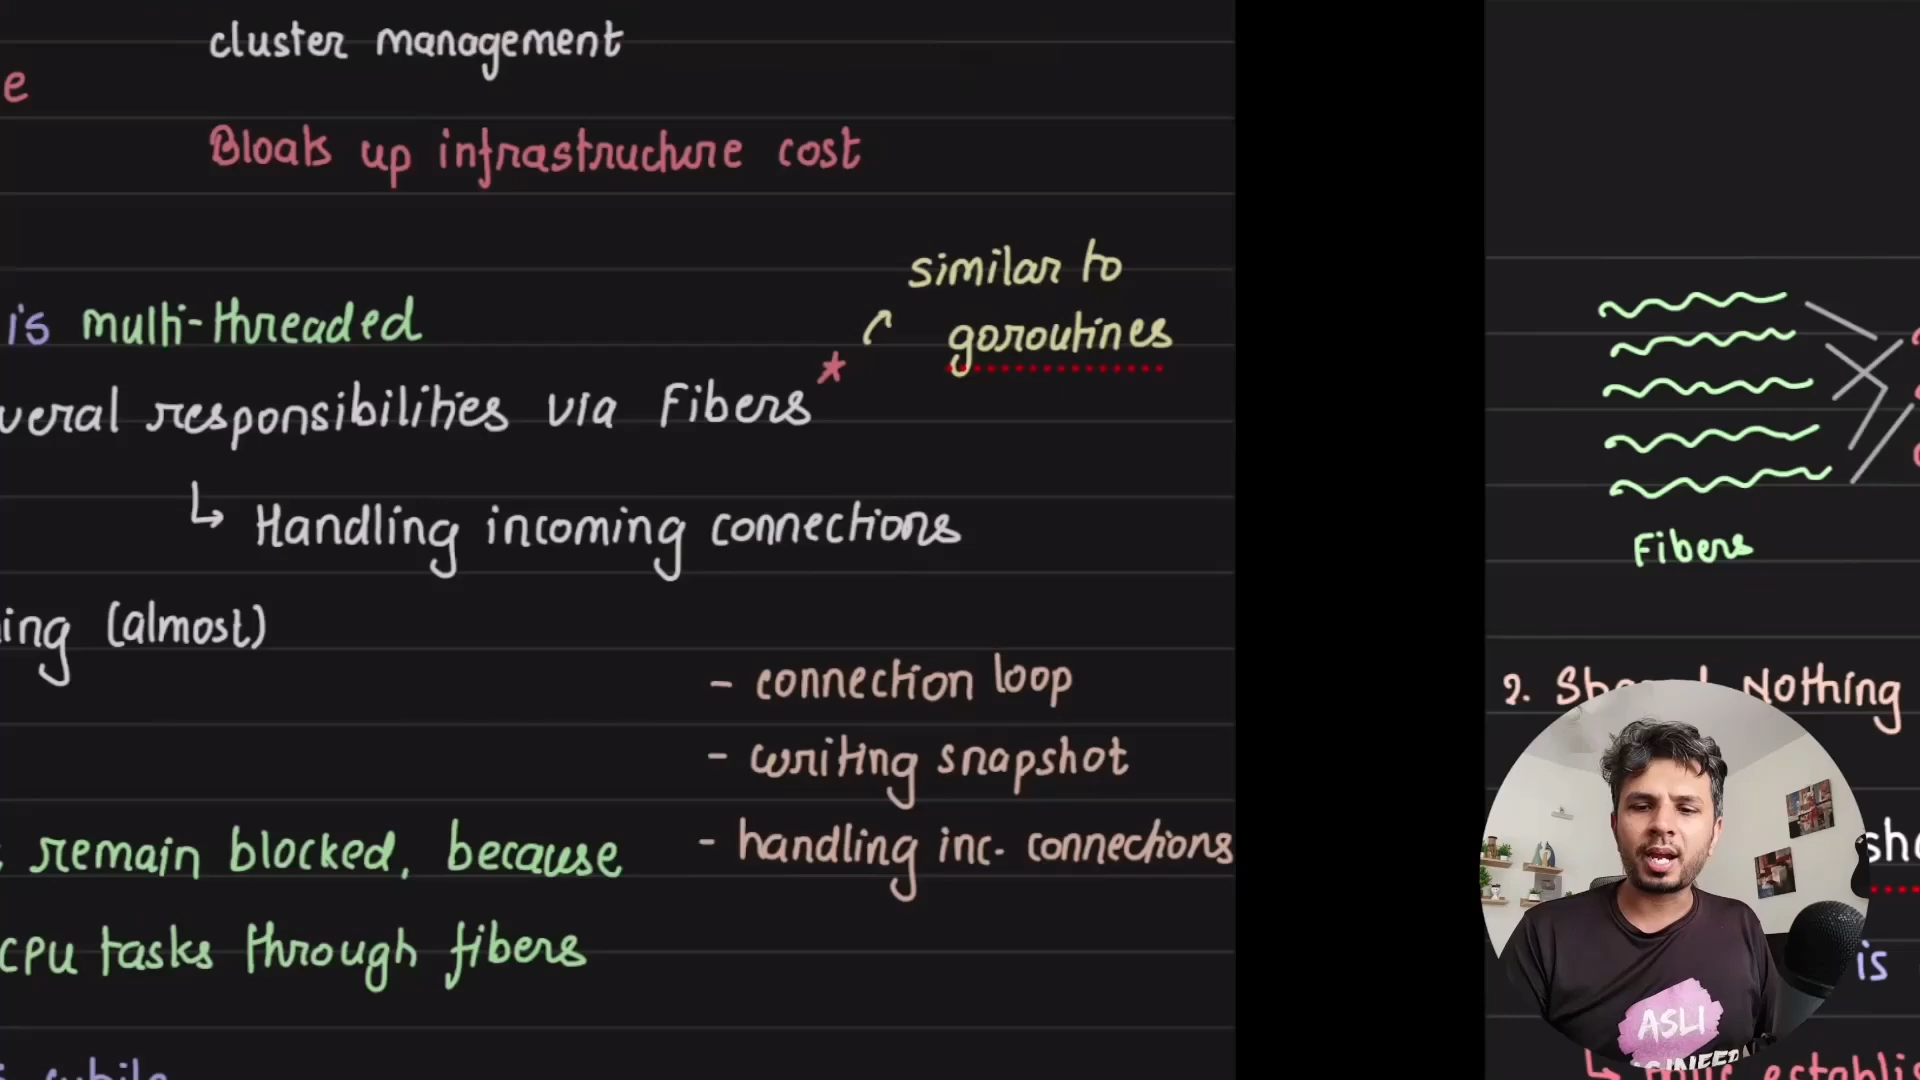 cluster management
e
Bloats up infrastructure cost
similar to
goroutines
is multi-threaded
veral responsibilities via Fibers *
↳ Handling incoming connections
ing (almost)
- connection loop
- writing snapshot
- handling inc. connections
remain blocked, because
cpu tasks through fibers
Fibers
2. Nothing
is
ASLI